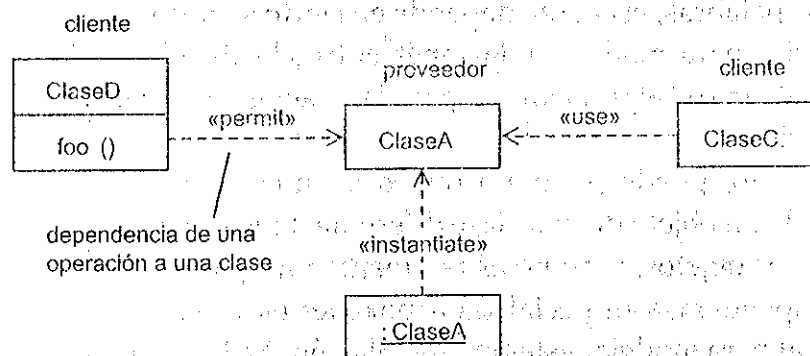 cliente
ClaseD
foo ()
«permit»
proveedor
ClaseA
«use»
cliente
ClaseC
dependencia de una
operación a una clase
«instantiate»
: ClaseA